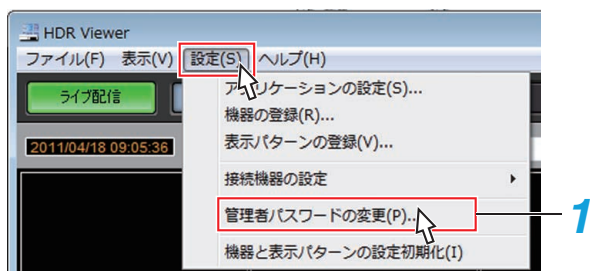 HDR Viewer
ファイル(F) 表示(V) 設定(S) ヘルプ(H)
ライブ配信
アプリケーションの設定(S)...
機器の登録(R)...
2011/04/18 09:05:36
表示パターンの登録(V)...
接続機器の設定
管理者パスワードの変更(P)...
1
機器と表示パターンの設定初期化(I)